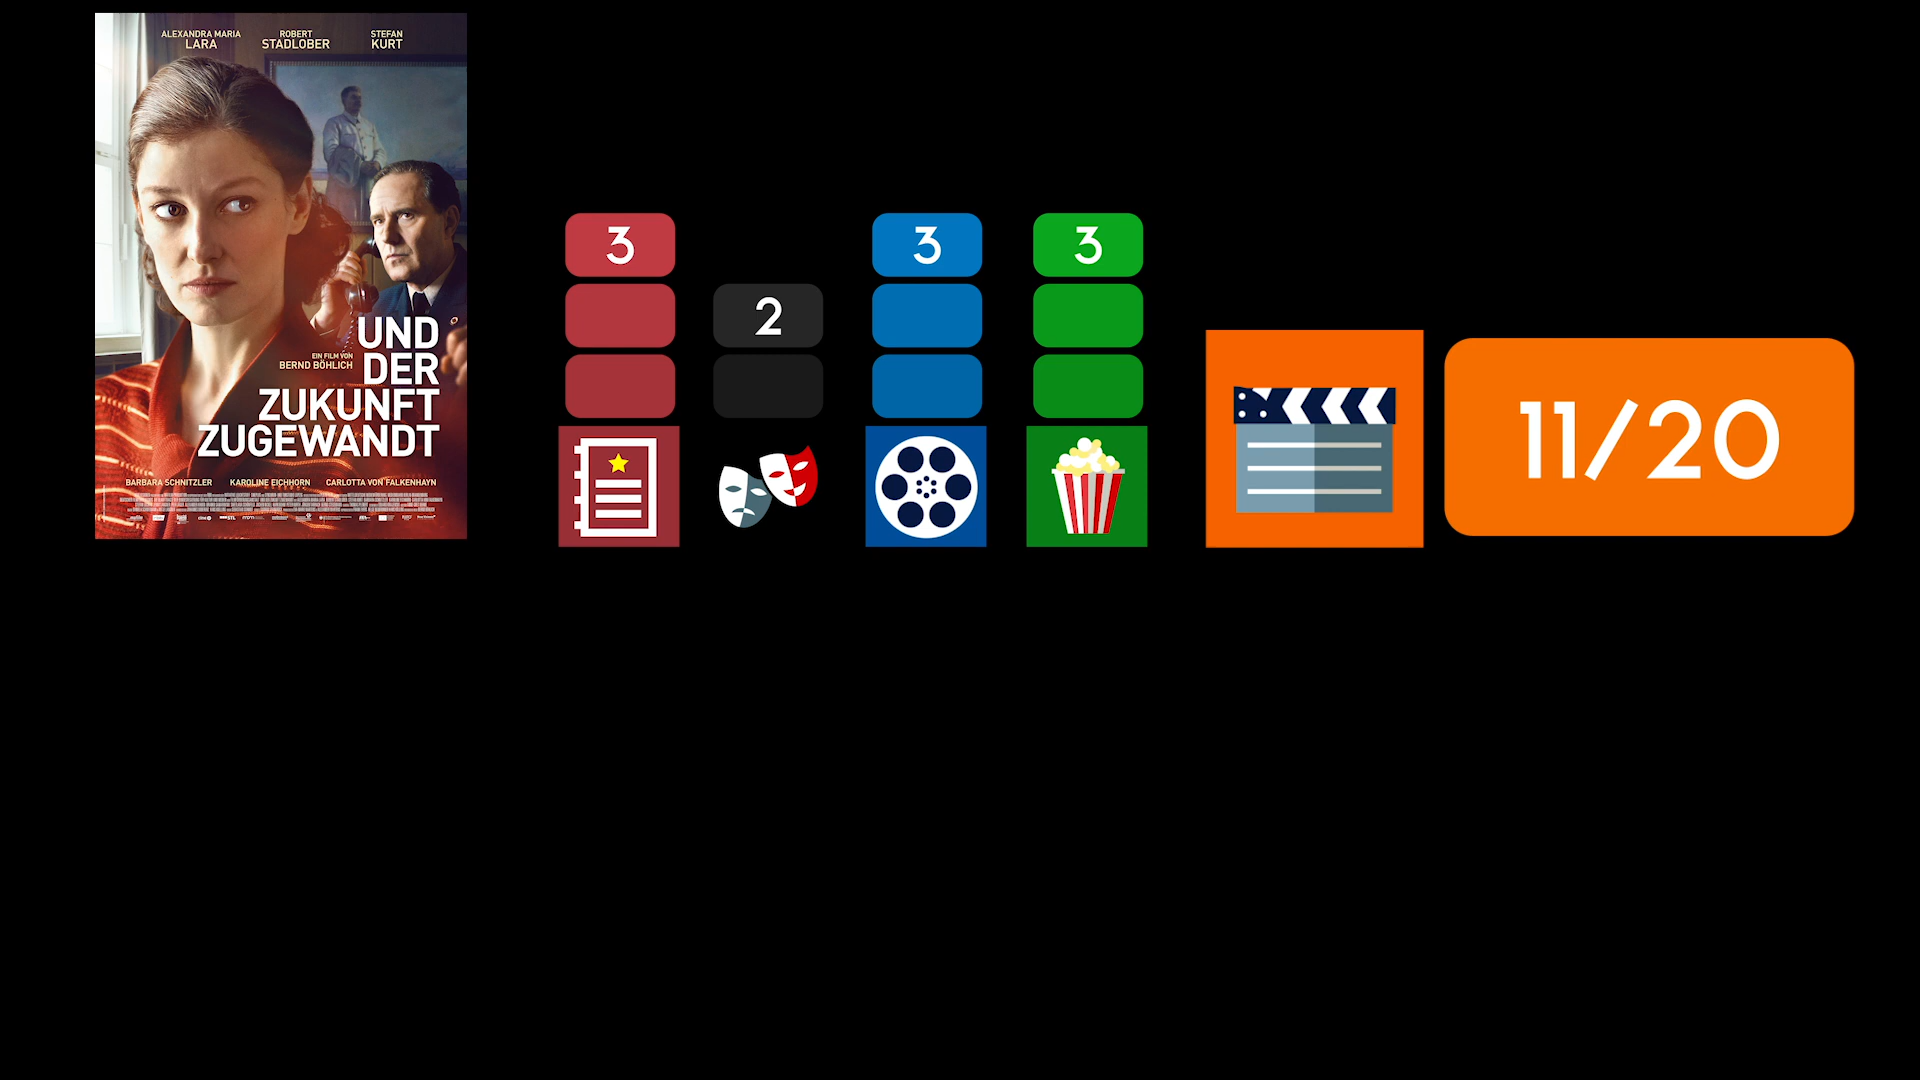 ALEXANDRA MARIA
LARA
ROBERT
STADLOBER
STEFAN
KURT
UND
DER
ZUKUNFT
ZUGEWANDT
EIN FILM VON
BERND BÖHLICH
BARBARA SCHNITZLER
KAROLINE EICHHORN
CARLOTTA VON FALKENHAYN
3
2
3
3
11/20